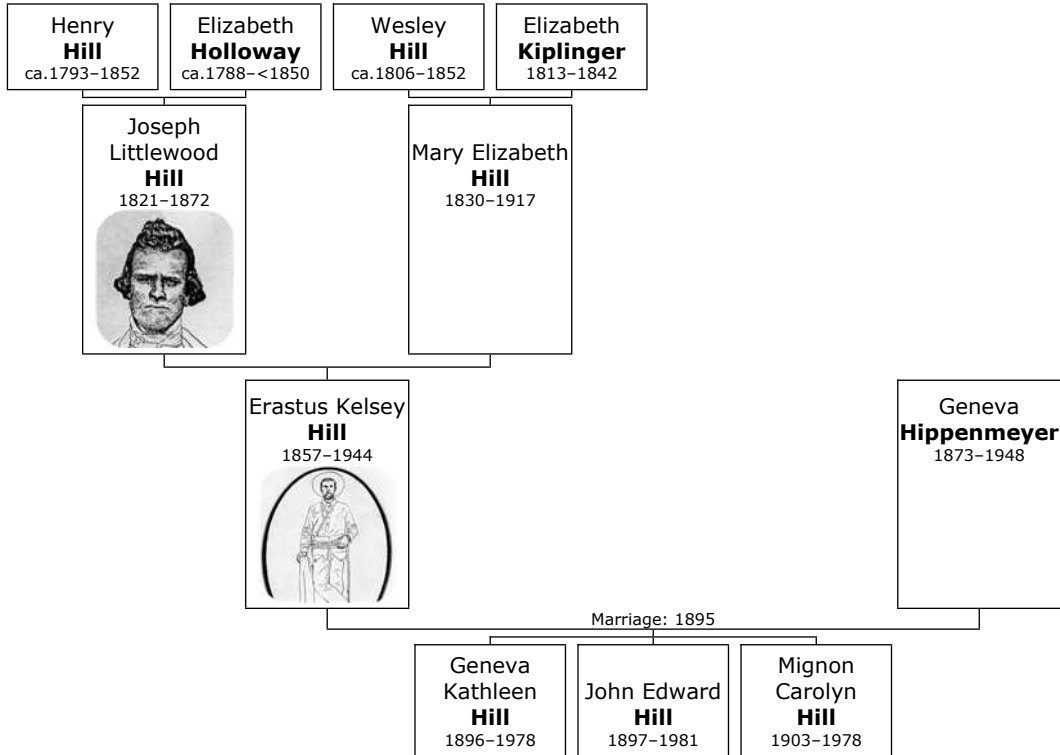 Henry
Hill
ca.1793–1852
Elizabeth
Holloway
ca.1788–<1850
Wesley
Hill
ca.1806–1852
Elizabeth
Kiplinger
1813–1842
Joseph
Littlewood
Hill
1821–1872
Mary Elizabeth
Hill
1830–1917
Erastus Kelsey
Hill
1857–1944
Geneva
Hippenmeyer
1873–1948
Marriage: 1895
Geneva
Kathleen
Hill
1896–1978
John Edward
Hill
1897–1981
Mignon
Carolyn
Hill
1903–1978